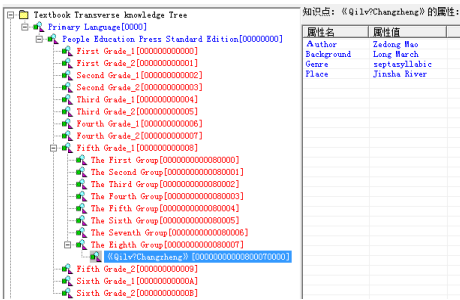 Textbook Transverse knowledge Tree
Primary Language[0000]
People Education Press Standard Edition[00000000]
First Grade_1[000000000000]
First Grade_2[000000000001]
Second Grade_1[000000000002]
Second Grade_2[000000000003]
Third Grade_1[000000000004]
Third Grade_2[000000000005]
Fourth Grade_1[000000000006]
Fourth Grade_2[000000000007]
Fifth Grade_1[000000000008]
The First Group[0000000000080000]
The Second Group[0000000000080001]
The Third Group[0000000000080002]
The Fourth Group[0000000000080003]
The Fifth Group[0000000000080004]
The Sixth Group[0000000000080005]
The Seventh Group[0000000000080006]
The Eighth Group[0000000000080007]
《Qilv?Changzheng》[00000000000800070000]
Fifth Grade_2[000000000009]
Sixth Grade_1[00000000000A]
Sixth Grade_2[00000000000B]
知识点: 《Qilv?Changzheng》的属性:
属性名 属性值
Author Zedong Mao
Background Long March
Genre septasyllabic
Place Jinsha River